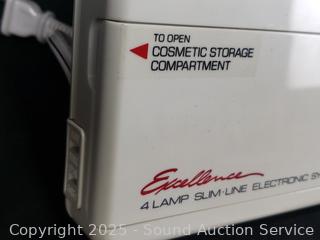 TO OPEN
COSMETIC STORAGE
COMPARTMENT
Excellence
4 LAMP SLIM·LINE ELECTRONIC
Copyright 2025 - Sound Auction Service